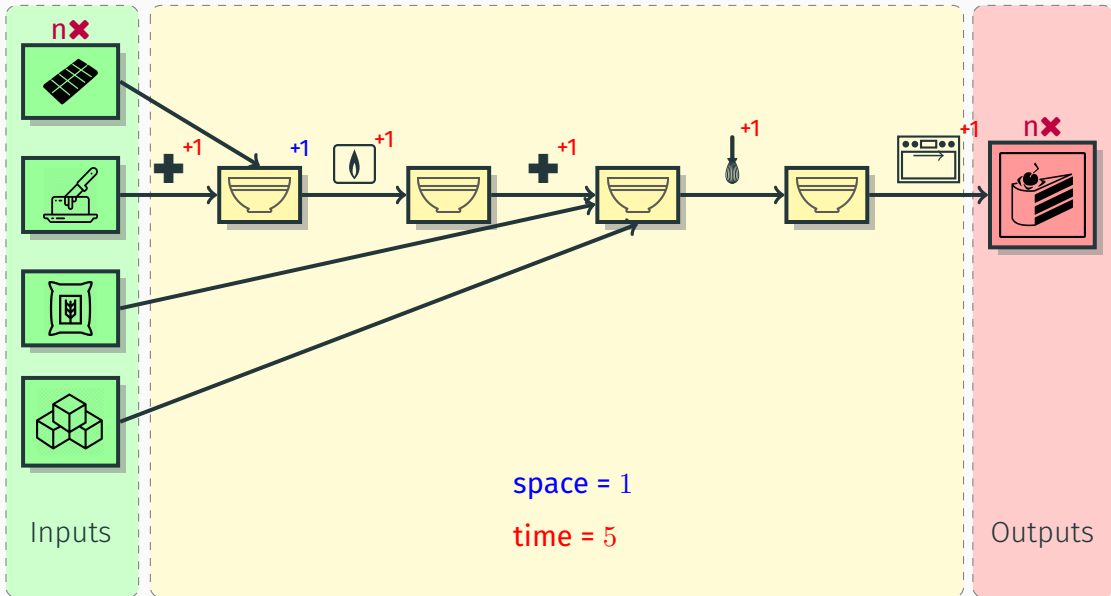 n✖
+1
+1
+1
+1
+1
+1
n✖
space = 1
time = 5
Inputs
Outputs